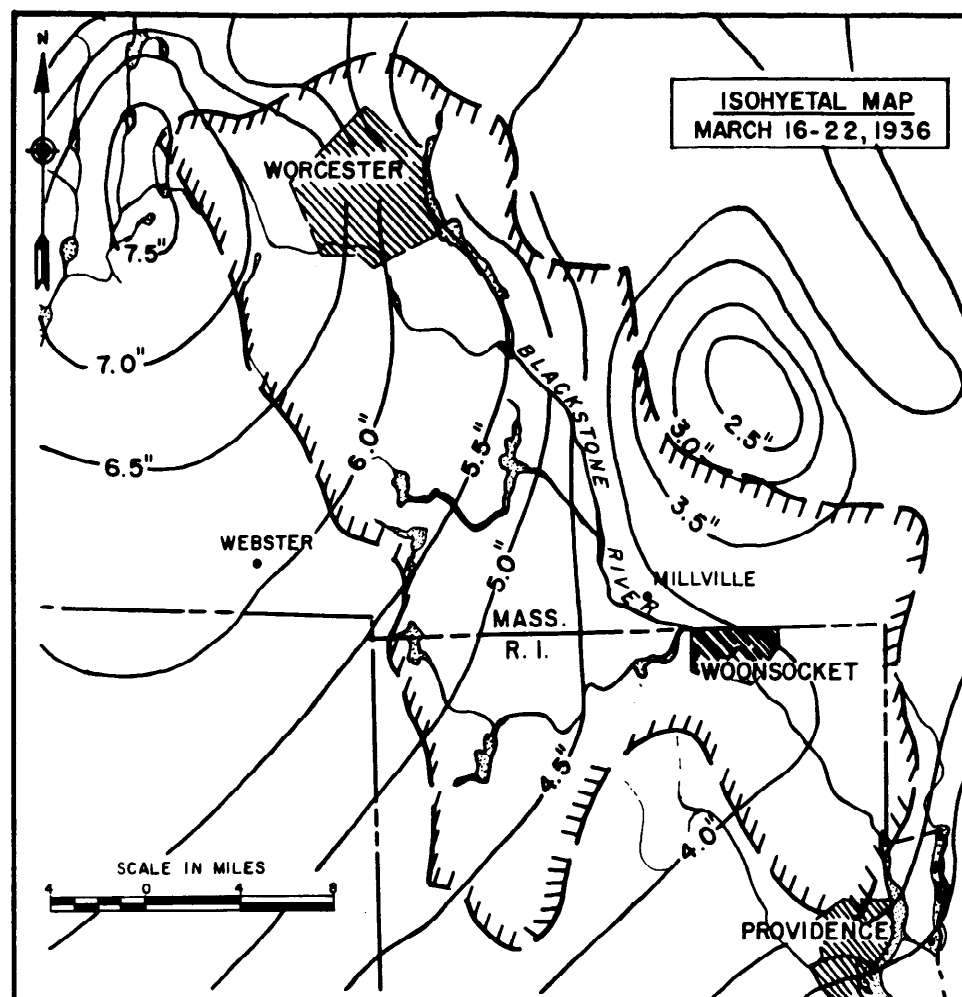 N
ISOHYETAL MAP
MARCH 16-22, 1936
WORCESTER
7.5"
7.0"
6.5"
6.0"
5.5"
5.0"
BLACKSTONE
RIVER
2.5"
3.0"
3.5"
WEBSTER
MILLVILLE
MASS.
R. I.
WOONSOCKET
4.5"
4.0"
SCALE IN MILES
4 0 4 8
PROVIDENCE